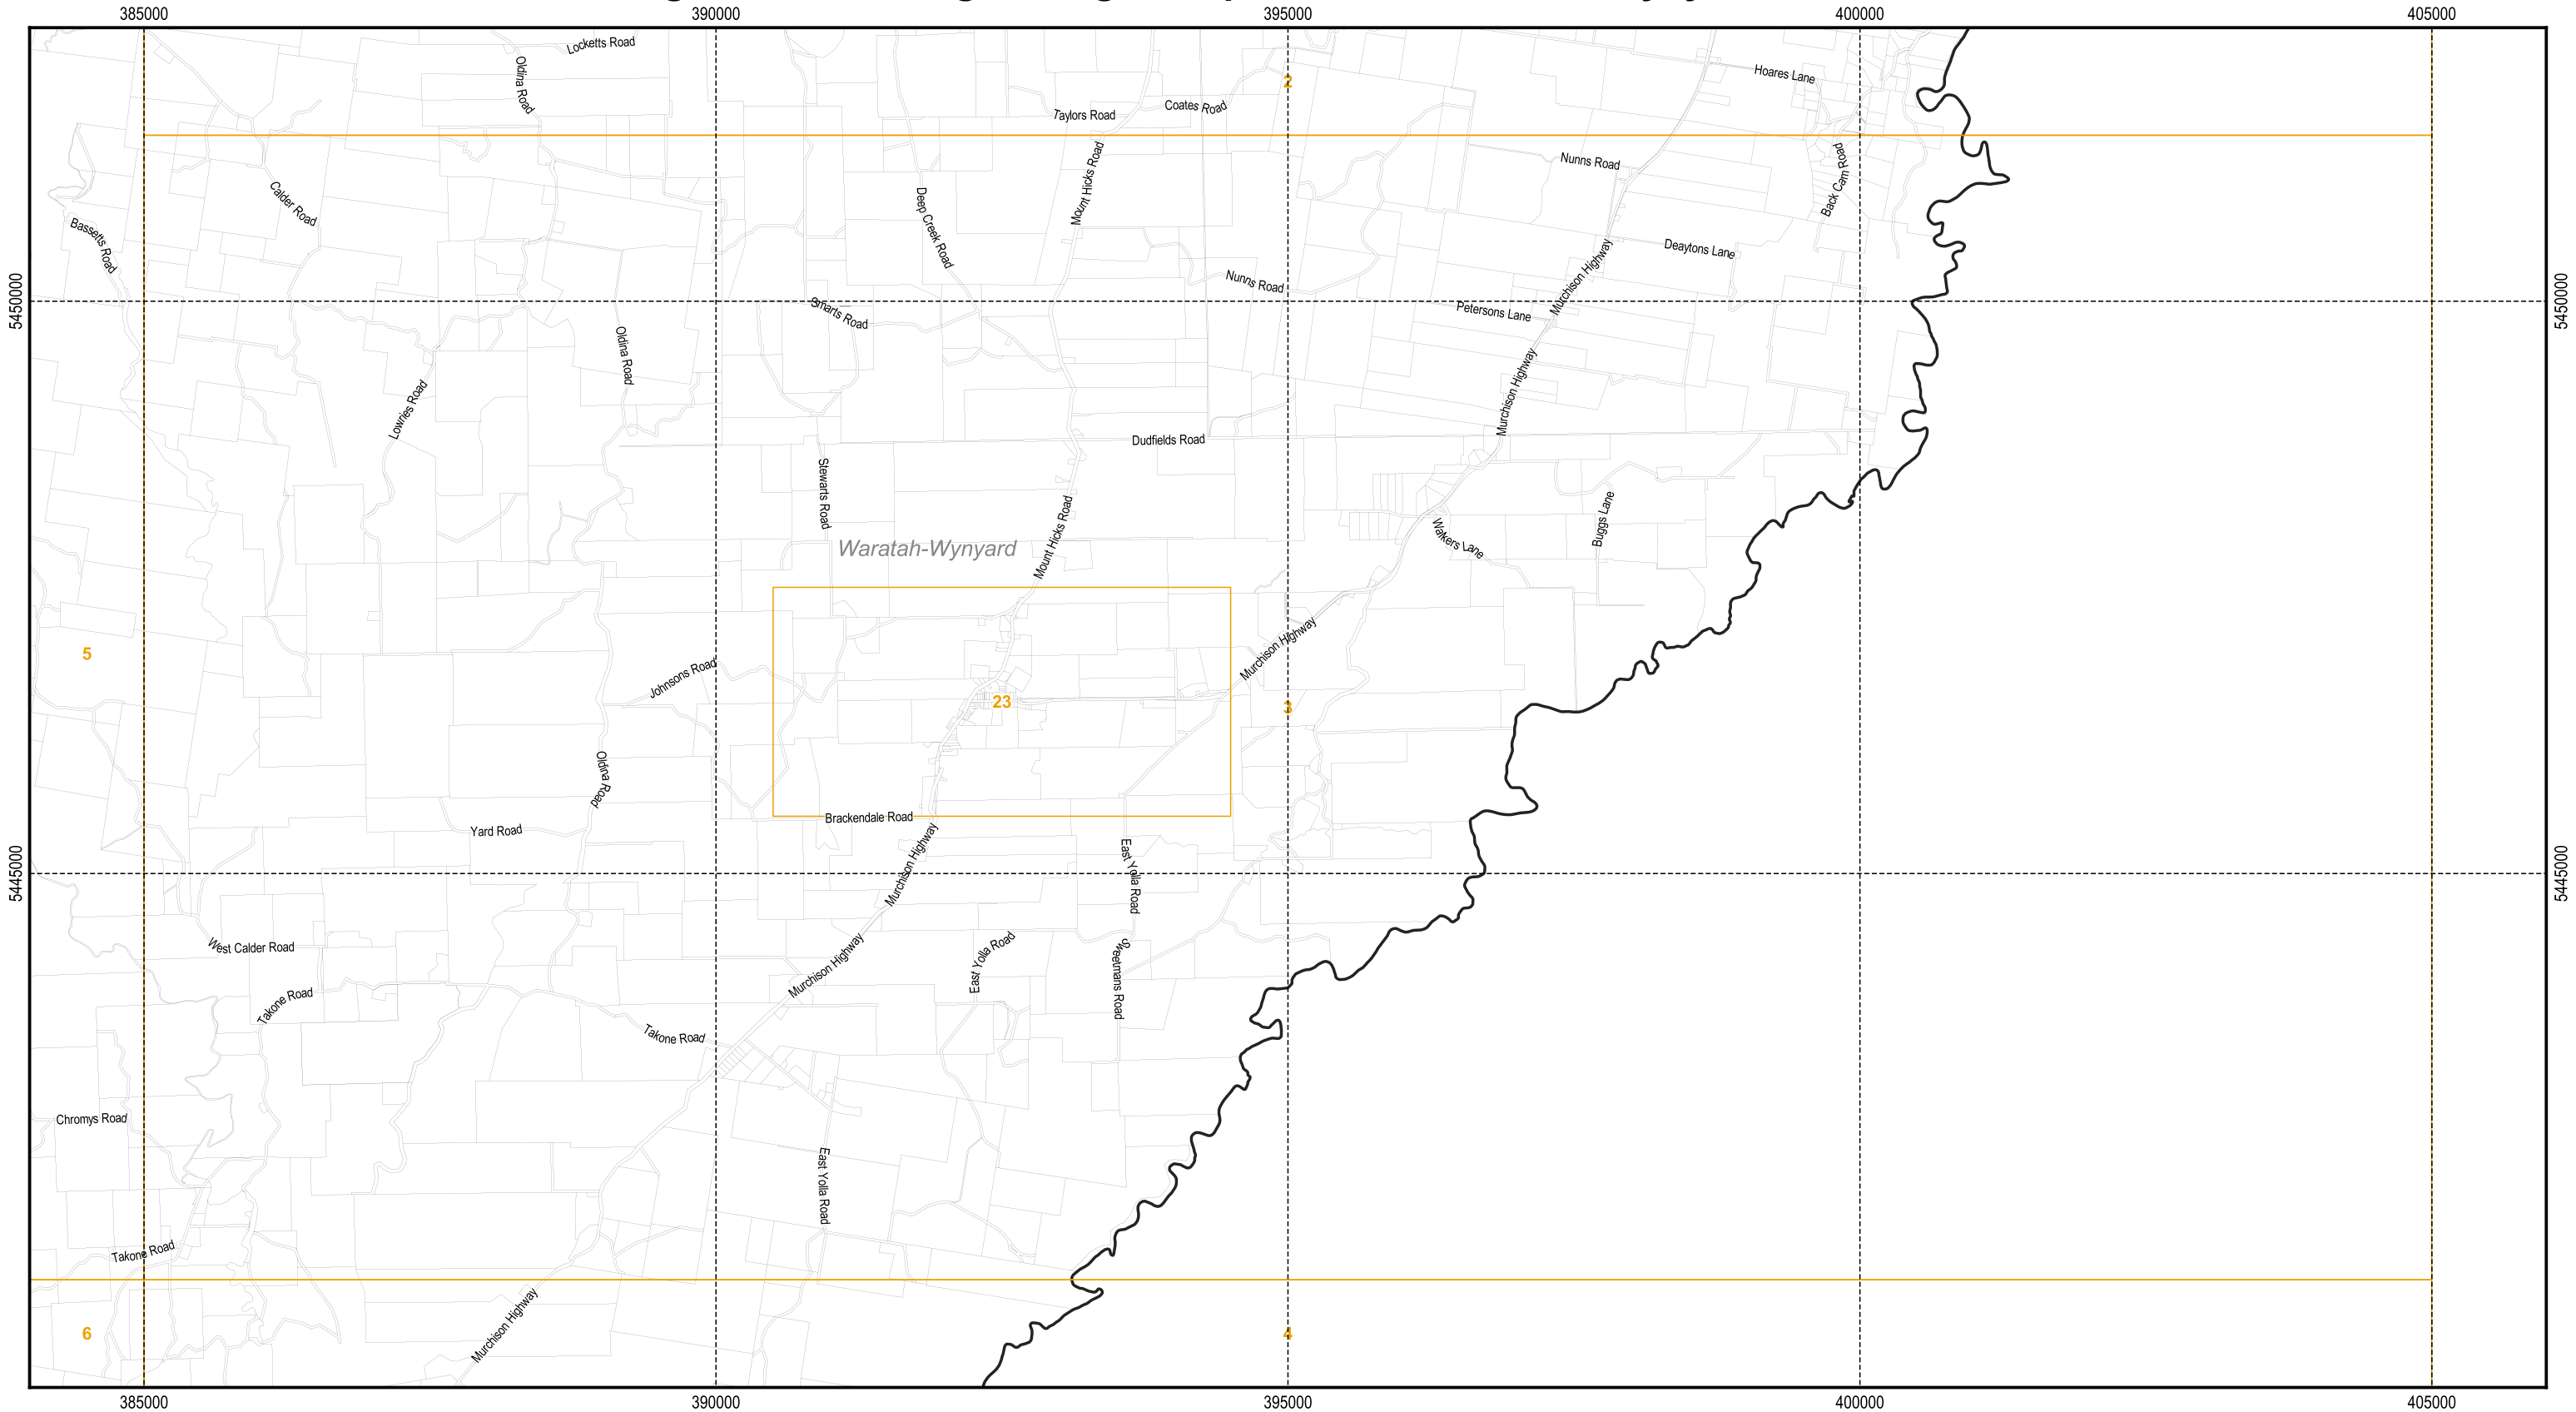 385000
390000
395000
400000
405000
Locketts Road
Oldina Road
Hoares Lane
2
Coates Road
Taylors Road
Nunns Road
Back Cam Road
Mount Hicks Road
Calder Road
Deep Creek Road
Bassetts Road
Deaytons Lane
Murchison Highway
Nunns Road
5450000
5450000
Smarts Road
Petersons Lane
Oldina Road
Murchison Highway
Lowries Road
Dudfields Road
Stewarts Road
Mount Hicks Road
Buggs Lane
Walkers Lane
Waratah-Wynyard
Murchison Highway
5
Johnsons Road
23
3
Oldina Road
Brackendale Road
Yard Road
Murchison Highway
East Yolla Road
5445000
5445000
West Calder Road
East Yolla Road
Murchison Highway
Sweetmans Road
Takone Road
Takone Road
Chromys Road
East Yolla Road
Takone Road
Murchison Highway
6
4
385000
390000
395000
400000
405000